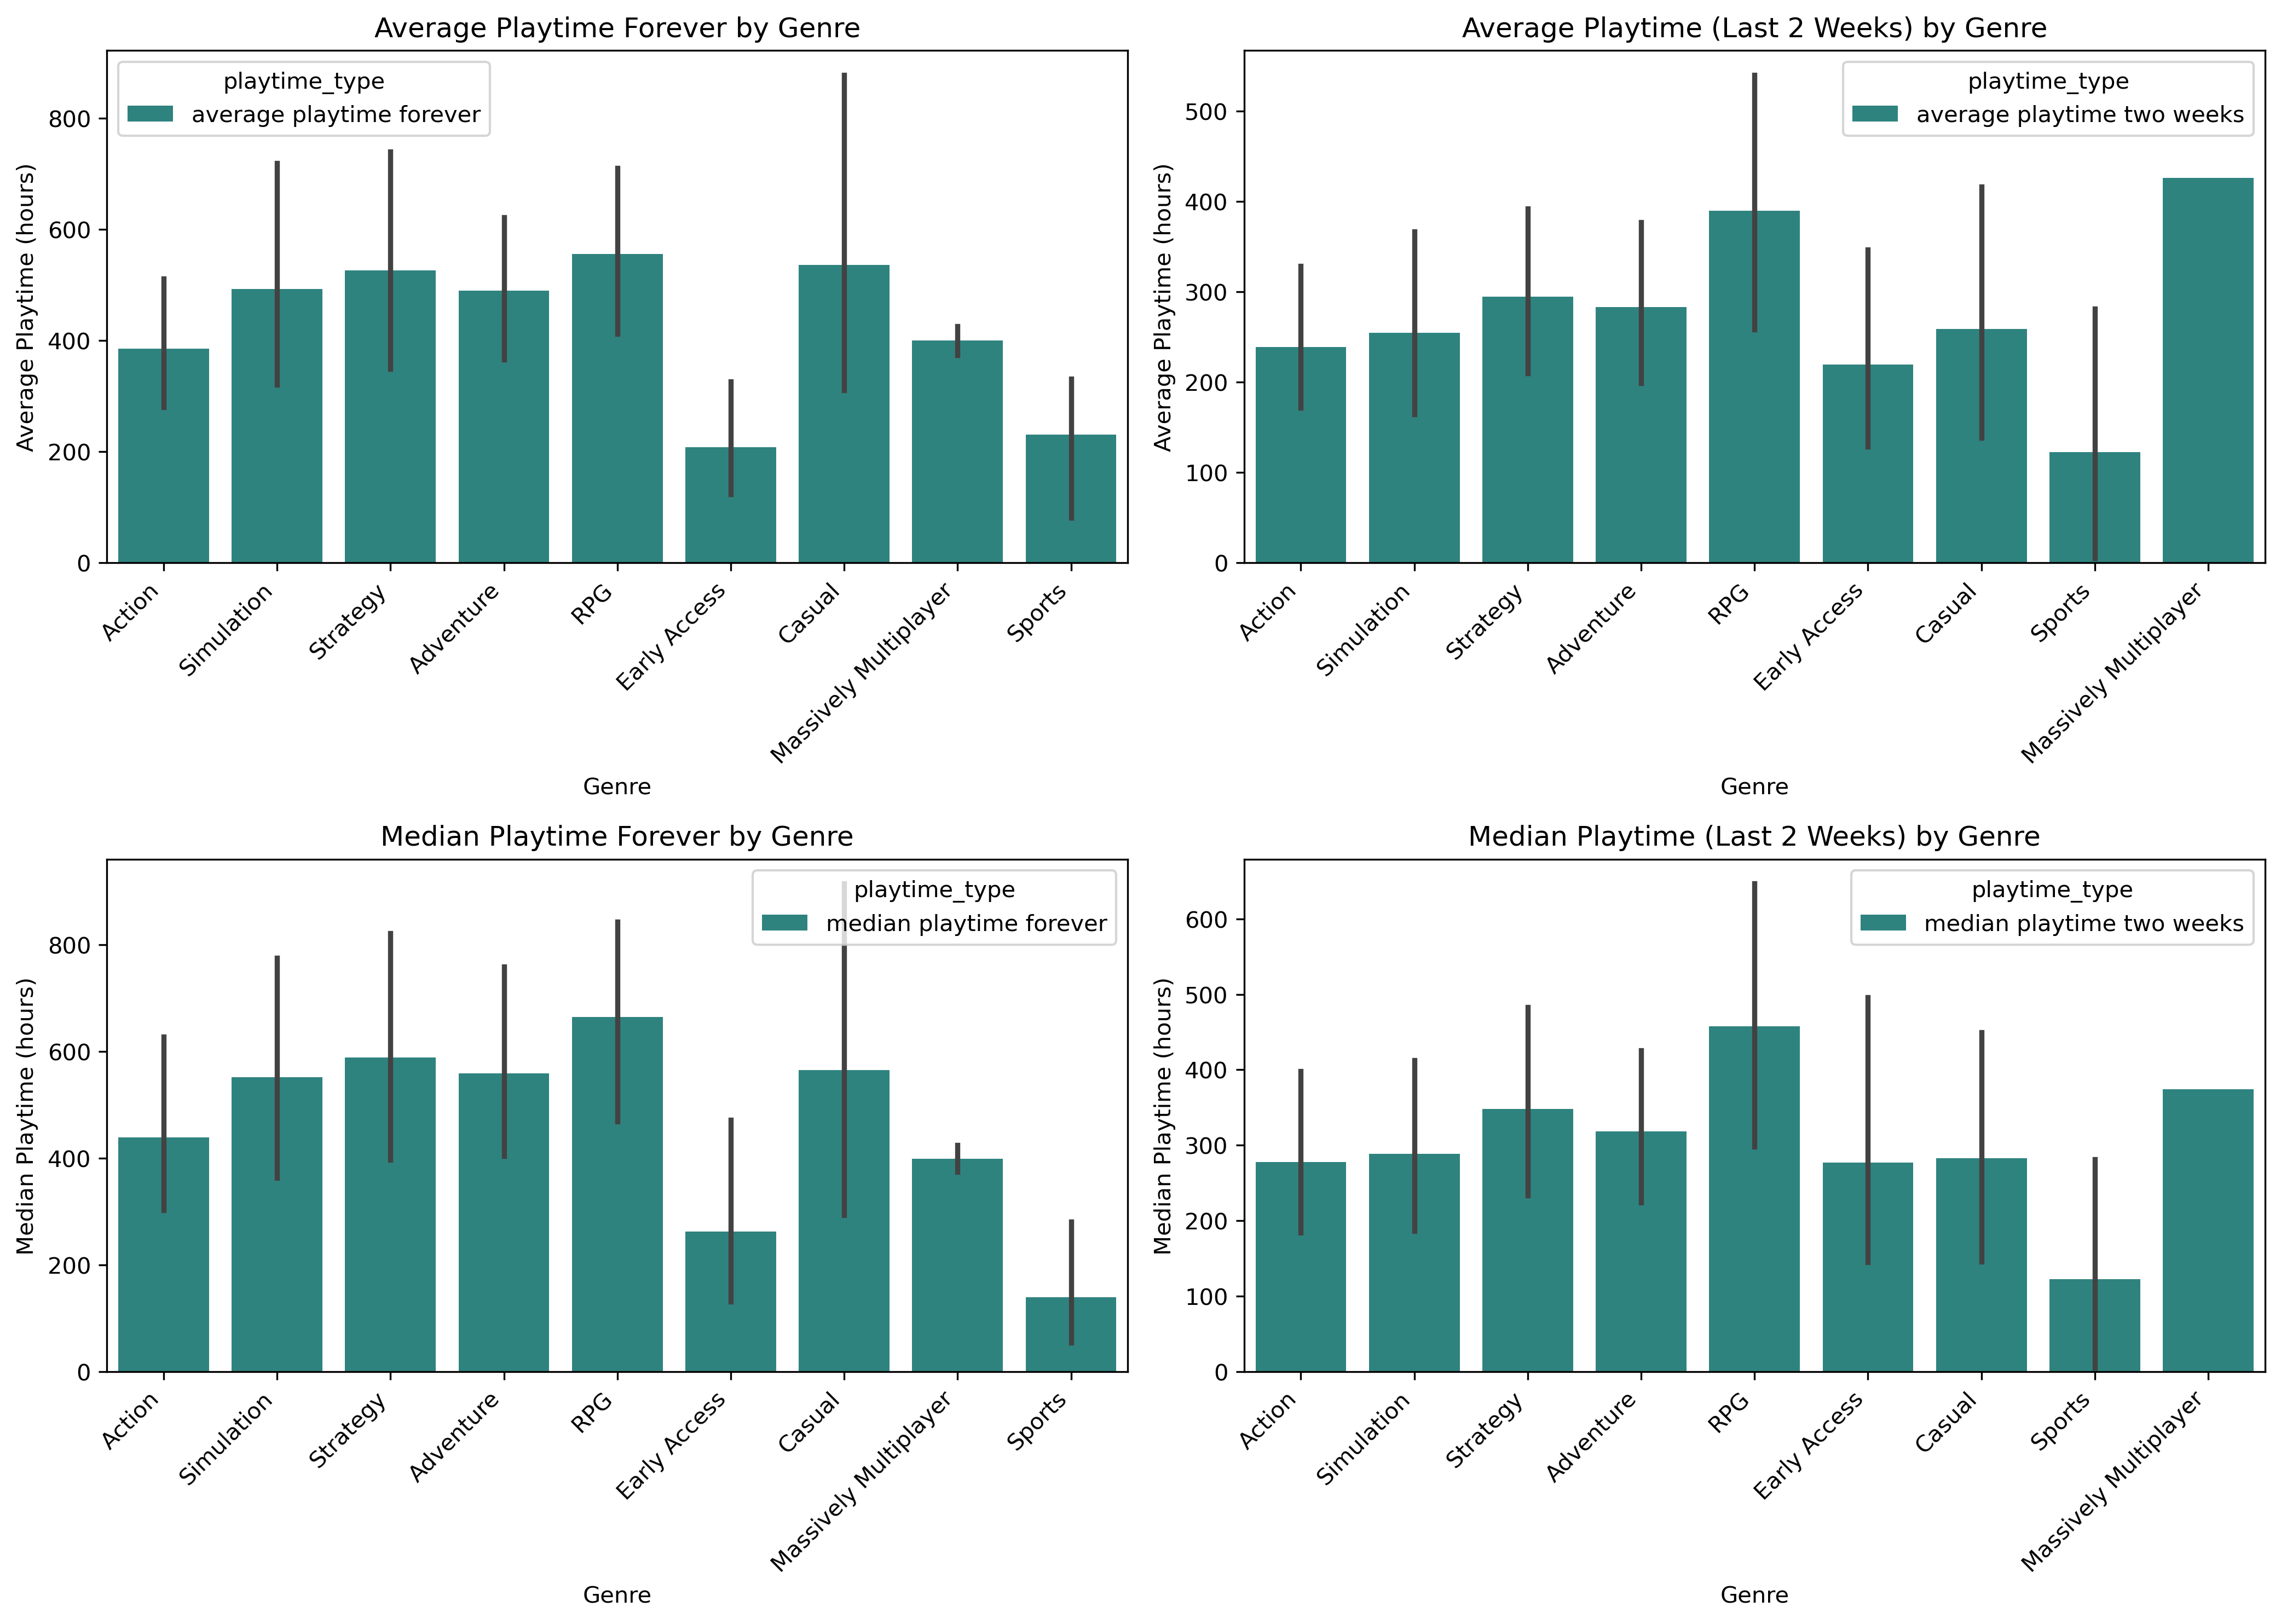 Average Playtime Forever by Genre
playtime_type
average playtime forever
Average Playtime (hours)
800
600
400
200
0
Action
Simulation
Strategy
Adventure
RPG
Early Access
Casual
Massively Multiplayer
Sports
Genre
Average Playtime (Last 2 Weeks) by Genre
playtime_type
average playtime two weeks
Average Playtime (hours)
500
400
300
200
100
0
Action
Simulation
Strategy
Adventure
RPG
Early Access
Casual
Sports
Massively Multiplayer
Genre
Median Playtime Forever by Genre
playtime_type
median playtime forever
Median Playtime (hours)
800
600
400
200
0
Action
Simulation
Strategy
Adventure
RPG
Early Access
Casual
Massively Multiplayer
Sports
Genre
Median Playtime (Last 2 Weeks) by Genre
playtime_type
median playtime two weeks
Median Playtime (hours)
600
500
400
300
200
100
0
Action
Simulation
Strategy
Adventure
RPG
Early Access
Casual
Sports
Massively Multiplayer
Genre